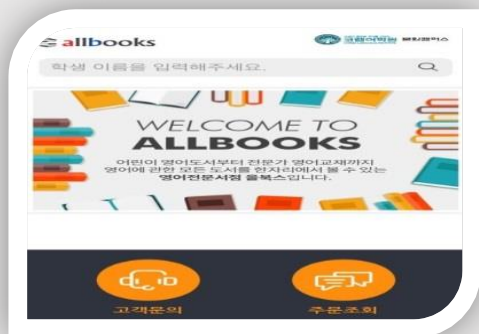 allbooks
학생 이름을 입력해주세요.
WELCOME TO
ALLBOOKS
어린이 영어도서부터 전문가 영어교재까지
영어에 관한 모든 도서를 한자리에서 볼 수 있는
영어전문서점 올북스입니다.
고객문의
주문조회